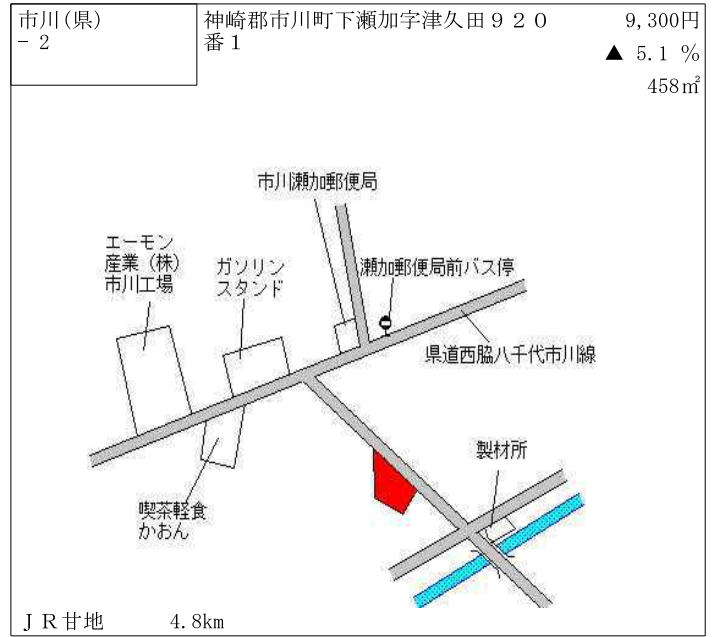 市川(県)
－２
神崎郡市川町下瀬加字津久田９２０
番１
9,300円
▲ 5.1 %
458㎡
市川瀬加郵便局
エーモン
産業（株）
市川工場
ガソリン
スタンド
瀬加郵便局前バス停
県道西脇八千代市川線
製材所
喫茶軽食
かおん
ＪＲ甘地 4.8km